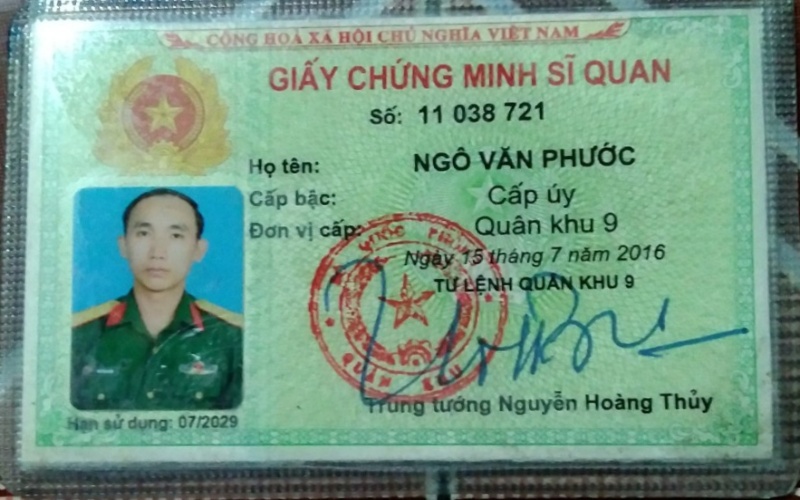 CỘNG HOÀ XÃ HỘI CHỦ NGHĨA VIỆT NAM
GIẤY CHỨNG MINH SĨ QUAN
Số: 11 038 721
Họ tên: NGÔ VĂN PHƯỚC
Cấp bậc: Cấp úy
Đơn vị cấp: Quân khu 9
Ngày 15 tháng 7 năm 2016
TƯ LỆNH QUÂN KHU 9
Trung tướng Nguyễn Hoàng Thủy
Hạn sử dụng: 07/2029